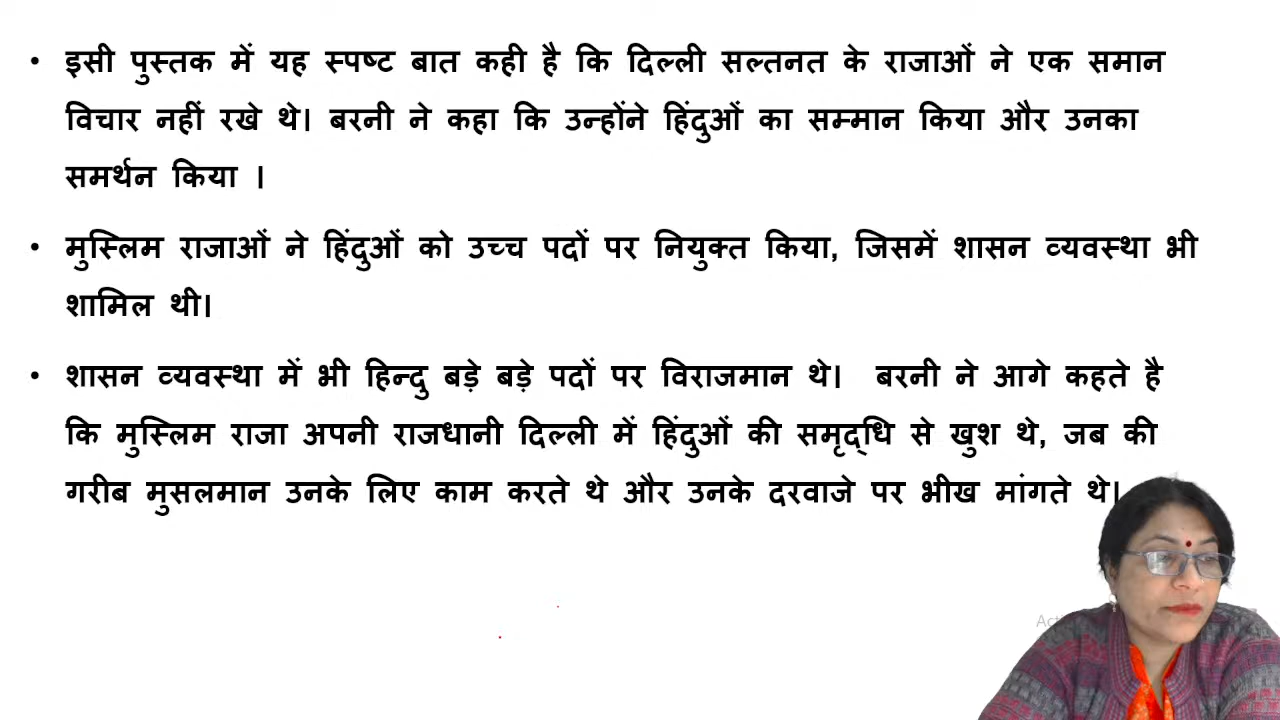 • इसी पुस्तक में यह स्पष्ट बात कही है कि दिल्ली सल्तनत के राजाओं ने एक समान
विचार नहीं रखे थे। बरनी ने कहा कि उन्होंने हिंदुओं का सम्मान किया और उनका
समर्थन किया ।
• मुस्लिम राजाओं ने हिंदुओं को उच्च पदों पर नियुक्त किया, जिसमें शासन व्यवस्था भी
शामिल थी।
• शासन व्यवस्था में भी हिन्दु बड़े बड़े पदों पर विराजमान थे। बरनी ने आगे कहते है
कि मुस्लिम राजा अपनी राजधानी दिल्ली में हिंदुओं की समृद्धि से खुश थे, जब की
गरीब मुसलमान उनके लिए काम करते थे और उनके दरवाजे पर भीख मांगते थे।